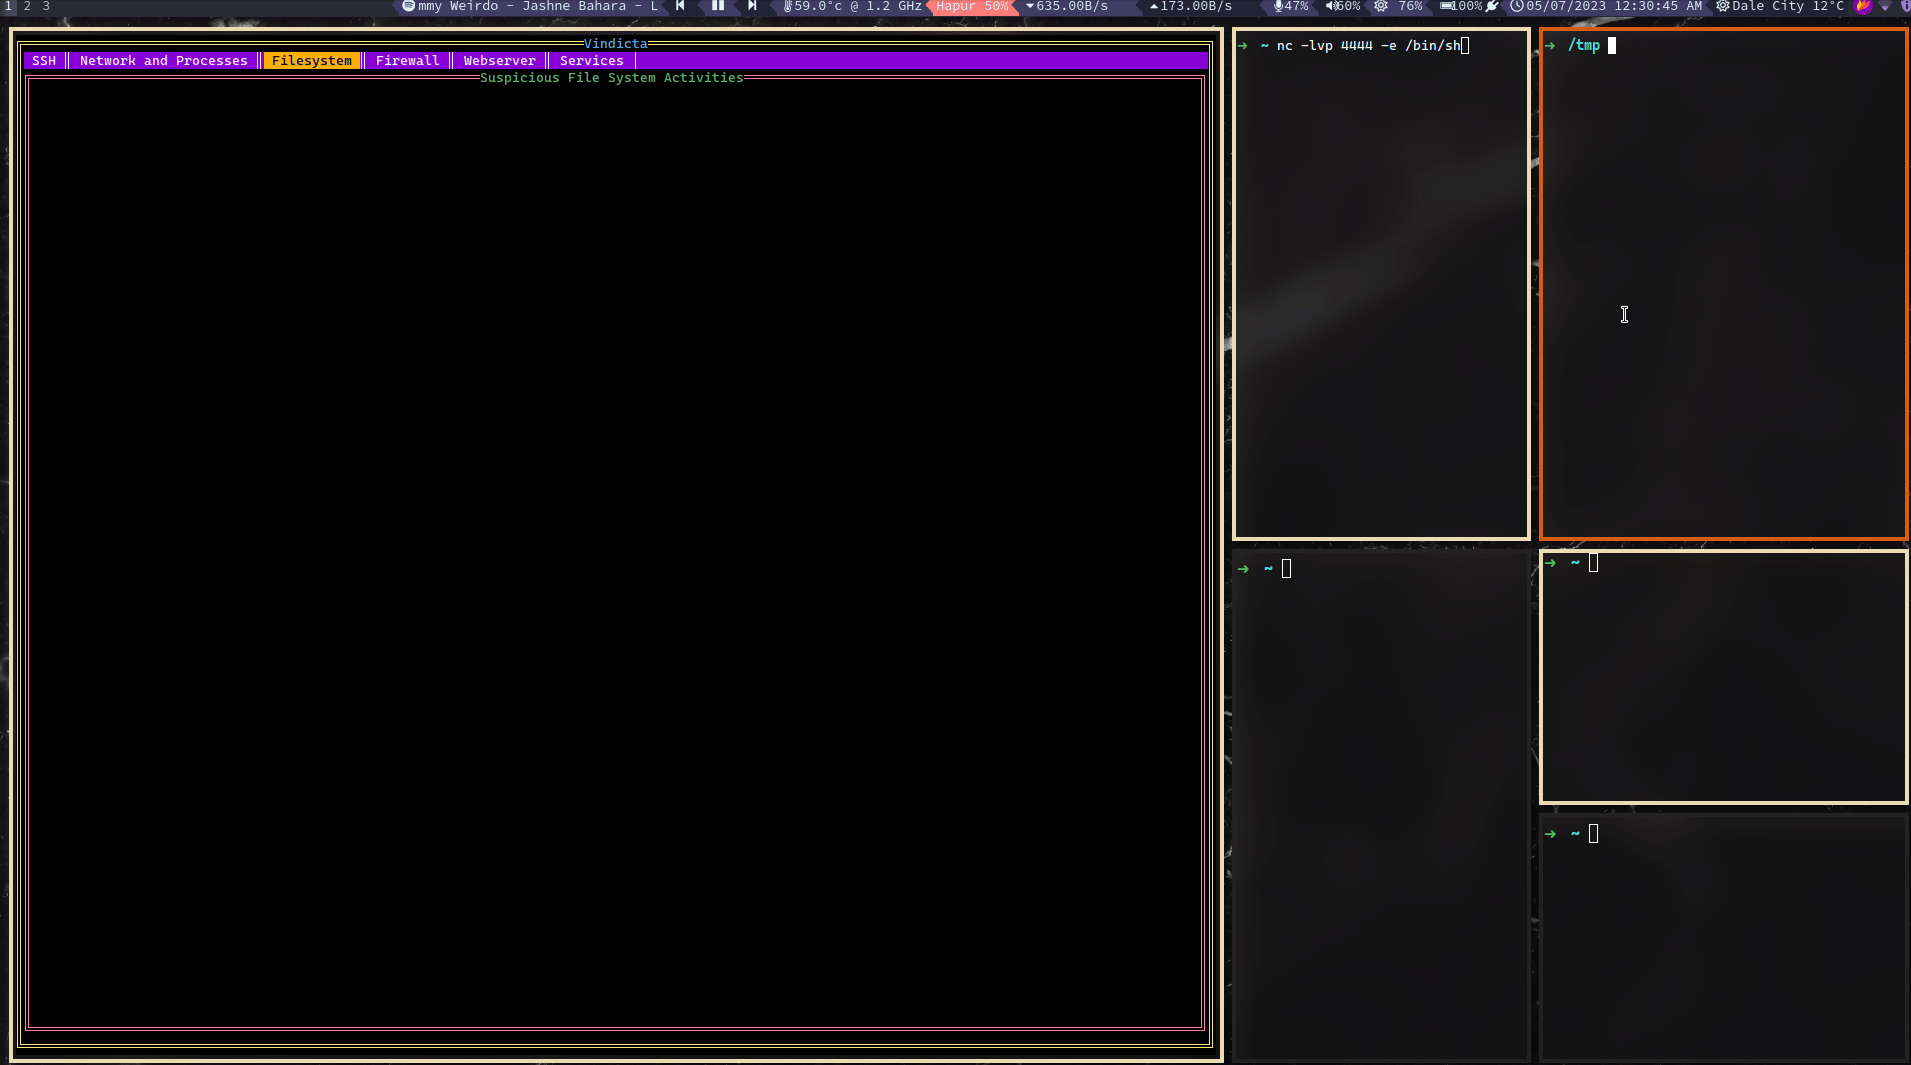 1 2 3 mmy Weirdo - Jashne Bahara - L 59.0°c @ 1.2 GHz Hapur 50% 635.00B/s 173.00B/s 47% 60% 76% 100% 05/07/2023 12:30:45 AM Dale City 12°C
Vindicta
SSH Network and Processes Filesystem Firewall Webserver Services
Suspicious File System Activities
➜ ~ nc -lvp 4444 -e /bin/sh
➜ /tmp
➜ ~
➜ ~
➜ ~